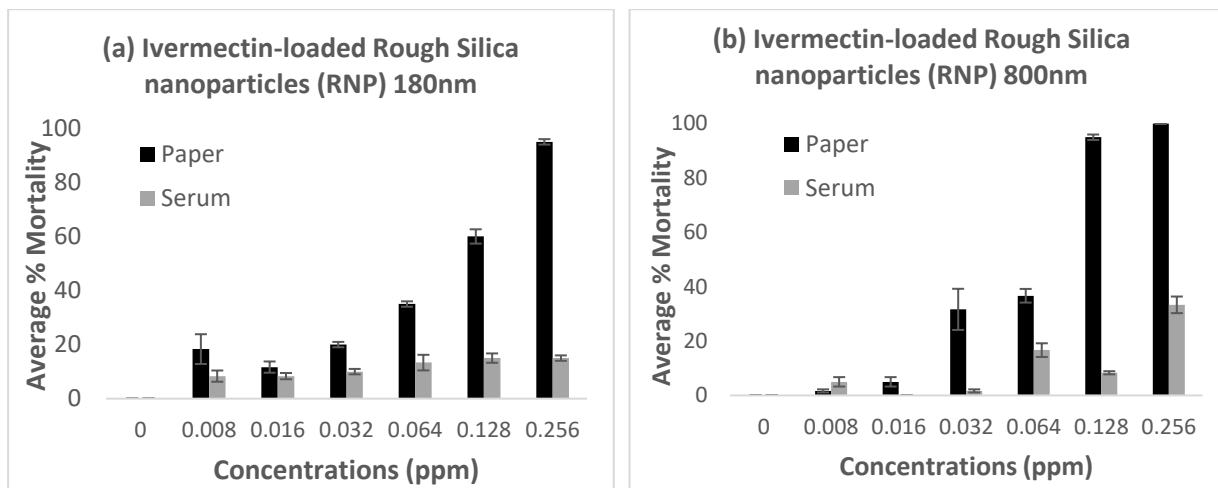 (a) Ivermectin-loaded Rough Silica
nanoparticles (RNP) 180nm
100
80
60
40
20
0
Average % Mortality
Paper
Serum
0 0.008 0.016 0.032 0.064 0.128 0.256
Concentrations (ppm)
(b) Ivermectin-loaded Rough Silica
nanoparticles (RNP) 800nm
100
80
60
40
20
0
Average % Mortality
Paper
Serum
0 0.008 0.016 0.032 0.064 0.128 0.256
Concentrations (ppm)